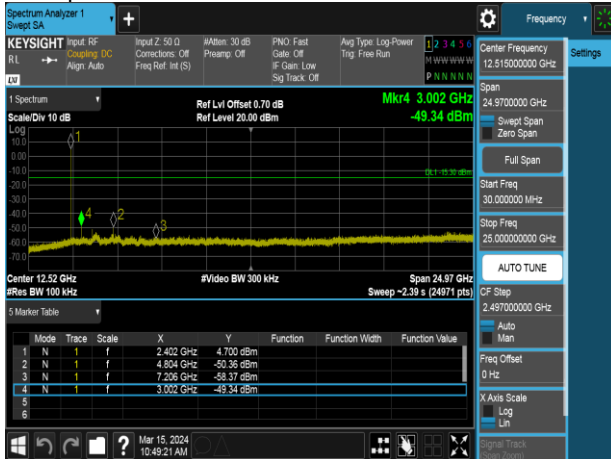 Spectrum Analyzer 1
Swept SA
+
Frequency
KEYSIGHT
RL
LXI
Input: RF
Coupling: DC
Align: Auto
Input Z: 50 Ω
Corrections: Off
Freq Ref: Int (S)
#Atten: 30 dB
Preamp: Off
PNO: Fast
Gate: Off
IF Gain: Low
Sig Track: Off
Avg Type: Log-Power
Trig: Free Run
1 2 3 4 5 6
M W W W W W
P N N N N N
1 Spectrum
Scale/Div 10 dB
Ref Lvl Offset 0.70 dB
Ref Level 20.00 dBm
Mkr4 3.002 GHz
-49.34 dBm
Log
10.0
0.00
-10.0
-20.0
-30.0
-40.0
-50.0
-60.0
-70.0
1
4
2
3
DL1 -15.30 dBm
Center 12.52 GHz
#Res BW 100 kHz
#Video BW 300 kHz
Span 24.97 GHz
Sweep ~2.39 s (24971 pts)
5 Marker Table
Mode Trace Scale X Y Function Function Width Function Value
1 N 1 f 2.402 GHz 4.700 dBm
2 N 1 f 4.804 GHz -50.36 dBm
3 N 1 f 7.206 GHz -58.37 dBm
4 N 1 f 3.002 GHz -49.34 dBm
5
6
?
Mar 15, 2024
10:49:21 AM
Settings
Center Frequency
12.515000000 GHz
Span
24.9700000 GHz
Swept Span
Zero Span
Full Span
Start Freq
30.000000 MHz
Stop Freq
25.000000000 GHz
AUTO TUNE
CF Step
2.497000000 GHz
Auto
Man
Freq Offset
0 Hz
X Axis Scale
Log
Lin
Signal Track
(Span Zoom)